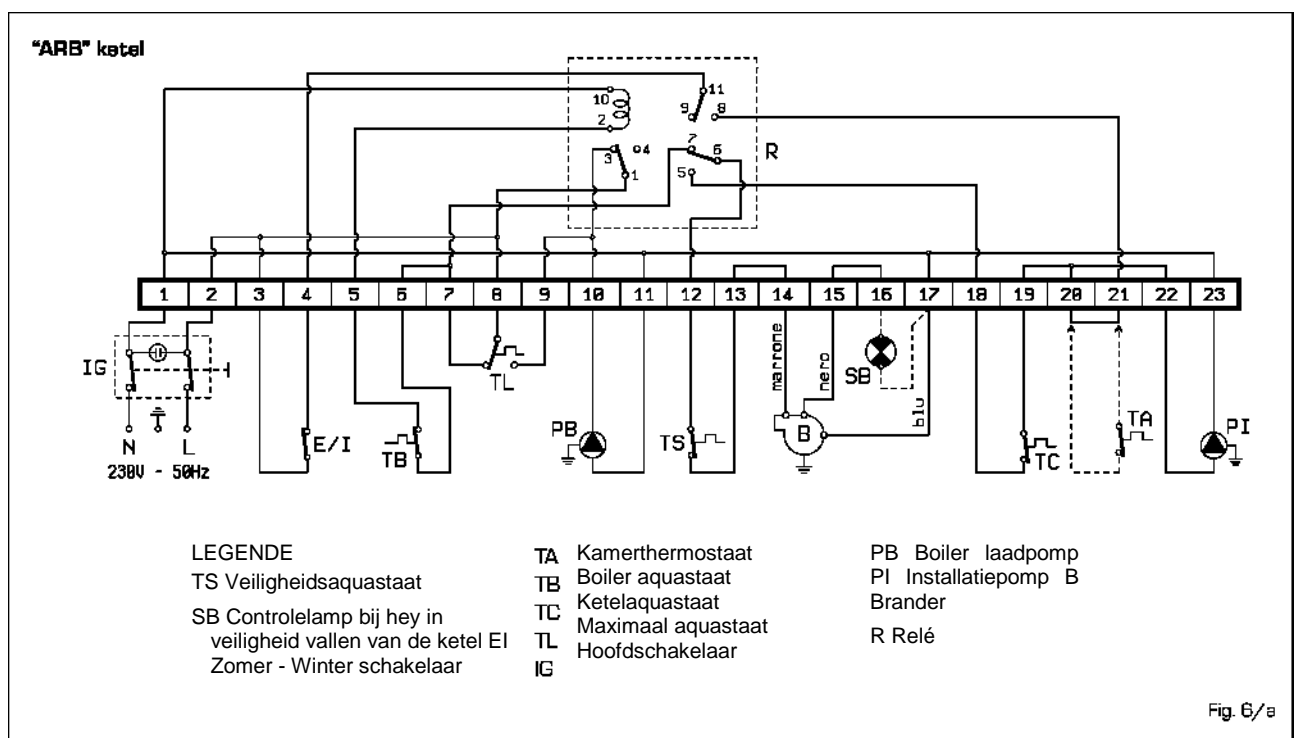 "ARB" ketel
10
2
3
4
1
11
9
8
7
6
5
R
1 2 3 4 5 6 7 8 9 10 11 12 13 14 15 16 17 18 19 20 21 22 23
IG
N
L
230V - 50Hz
E/I
TB
TL
PB
TS
marrone
nero
B
SB
blu
TC
TA
PI
LEGENDE
TS Veiligheidsaquastaat
SB Controlelamp bij hey in
veiligheid vallen van de ketel EI
Zomer - Winter schakelaar
TA Kamerthermostaat
TB Boiler aquastaat
TC Ketelaquastaat
TL Maximaal aquastaat
IG Hoofdschakelaar
PB Boiler laadpomp
PI Installatiepomp B
Brander
R Relé
Fig. 6/a